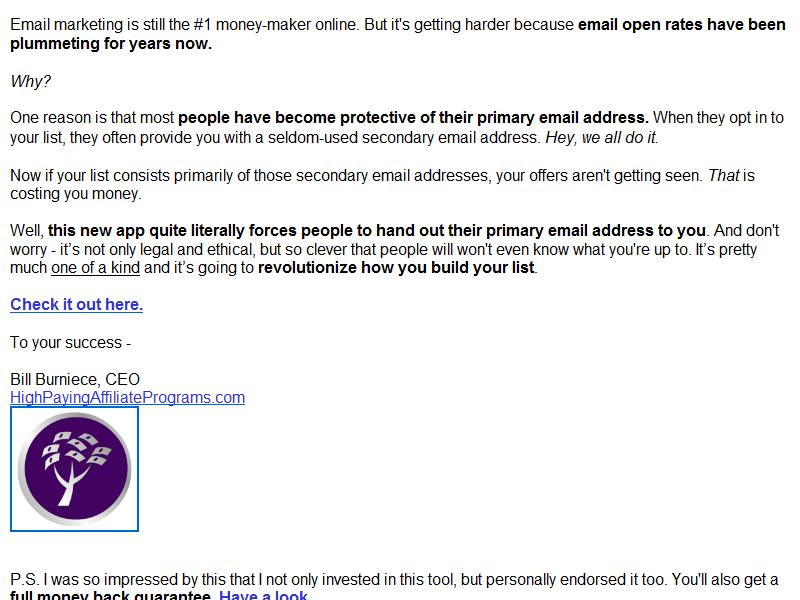 Email marketing is still the #1 money-maker online. But it's getting harder because email open rates have been
plummeting for years now.
Why?
One reason is that most people have become protective of their primary email address. When they opt in to
your list, they often provide you with a seldom-used secondary email address. Hey, we all do it.
Now if your list consists primarily of those secondary email addresses, your offers aren't getting seen. That is
costing you money.
Well, this new app quite literally forces people to hand out their primary email address to you. And don't
worry - it's not only legal and ethical, but so clever that people will won't even know what you're up to. It's pretty
much one of a kind and it's going to revolutionize how you build your list.
Check it out here.
To your success -
Bill Burniece, CEO
HighPayingAffiliatePrograms.com
P.S. I was so impressed by this that I not only invested in this tool, but personally endorsed it too. You'll also get a
full money back guarantee. Have a look.